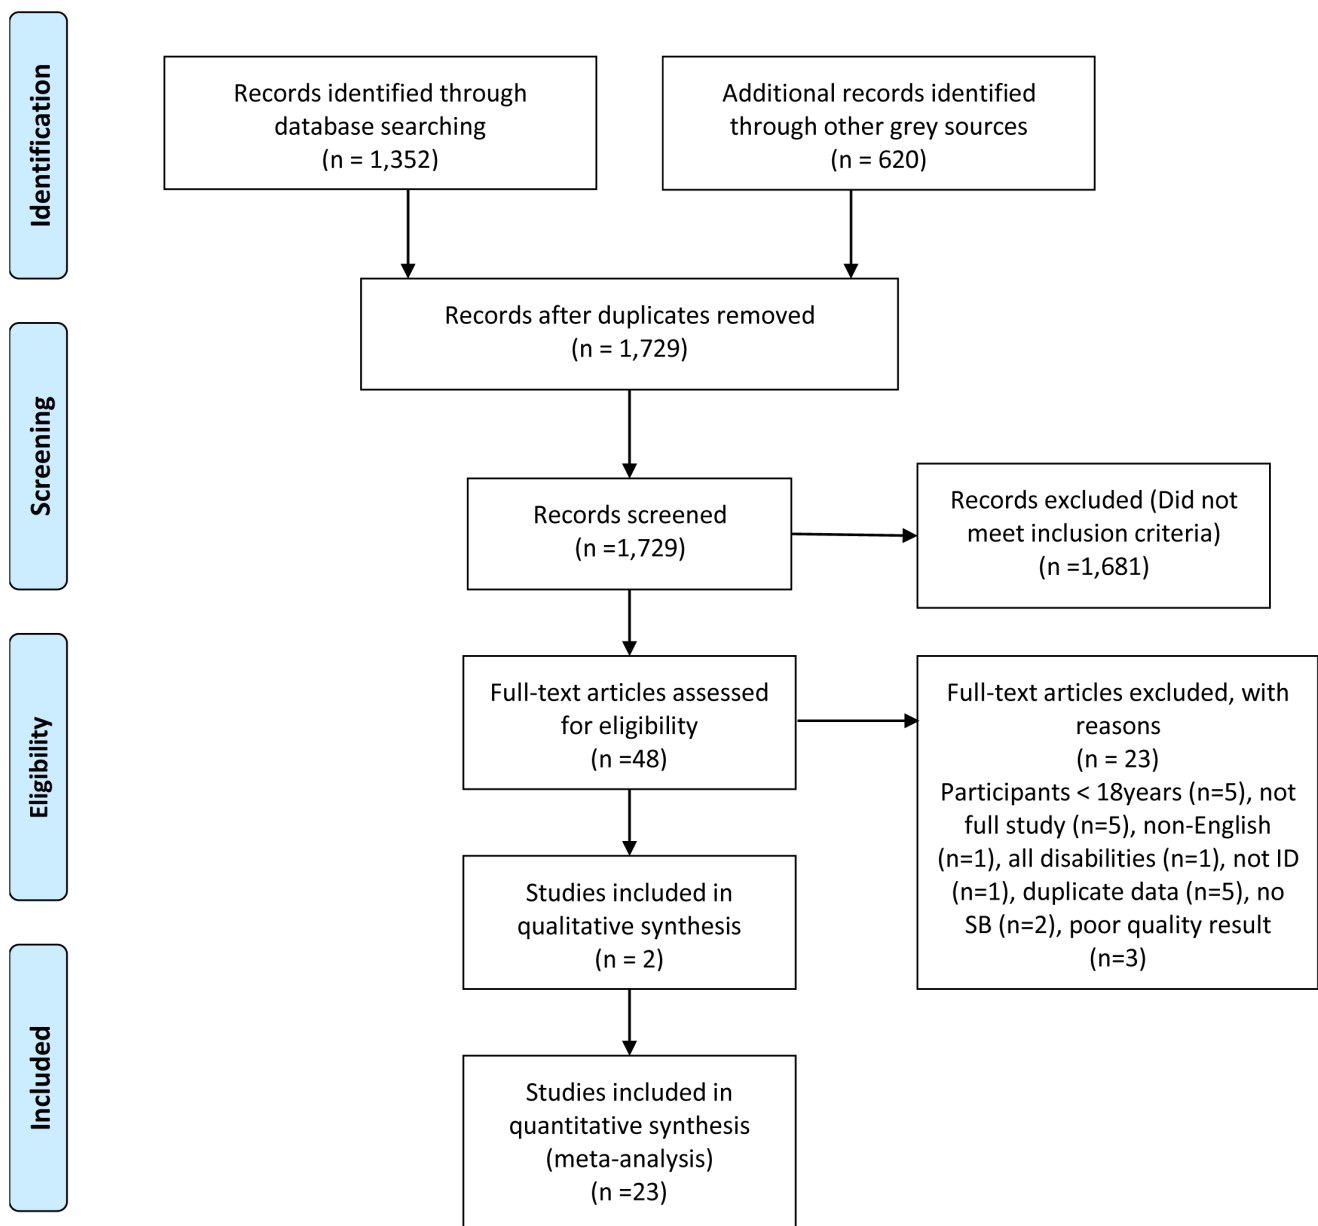 Identification
Records identified through
database searching
(n = 1,352)
Additional records identified
through other grey sources
(n = 620)
Records after duplicates removed
(n = 1,729)
Screening
Records screened
(n =1,729)
Records excluded (Did not
meet inclusion criteria)
(n =1,681)
Eligibility
Full-text articles assessed
for eligibility
(n =48)
Full-text articles excluded, with
reasons
(n = 23)
Participants < 18years (n=5), not
full study (n=5), non-English
(n=1), all disabilities (n=1), not ID
(n=1), duplicate data (n=5), no
SB (n=2), poor quality result
(n=3)
Studies included in
qualitative synthesis
(n = 2)
Included
Studies included in
quantitative synthesis
(meta-analysis)
(n =23)